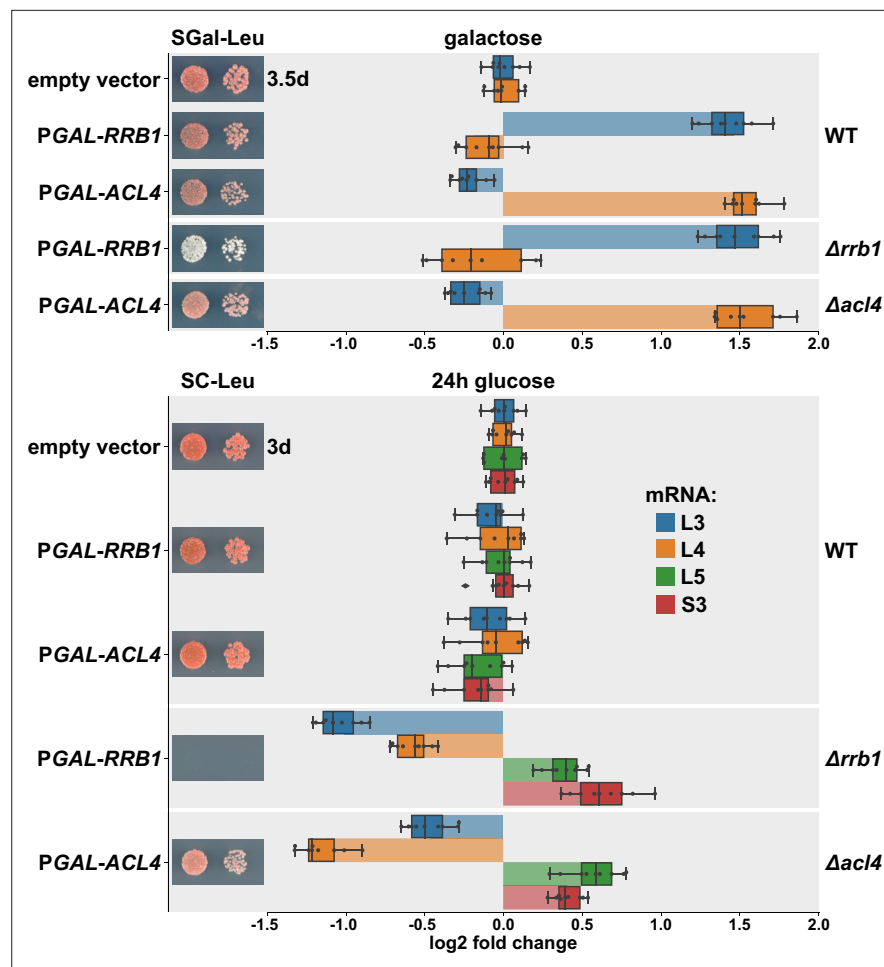 SGal-Leu galactose
empty vector 3.5d
PGAL-RRB1 WT
PGAL-ACL4
PGAL-RRB1 Δrrb1
PGAL-ACL4 Δacl4
-1.5 -1.0 -0.5 0.0 0.5 1.0 1.5 2.0
SC-Leu 24h glucose
empty vector 3d
mRNA:
L3
L4
L5
S3
PGAL-RRB1 WT
PGAL-ACL4
PGAL-RRB1 Δrrb1
PGAL-ACL4 Δacl4
-1.5 -1.0 -0.5 0.0 0.5 1.0 1.5 2.0
log2 fold change